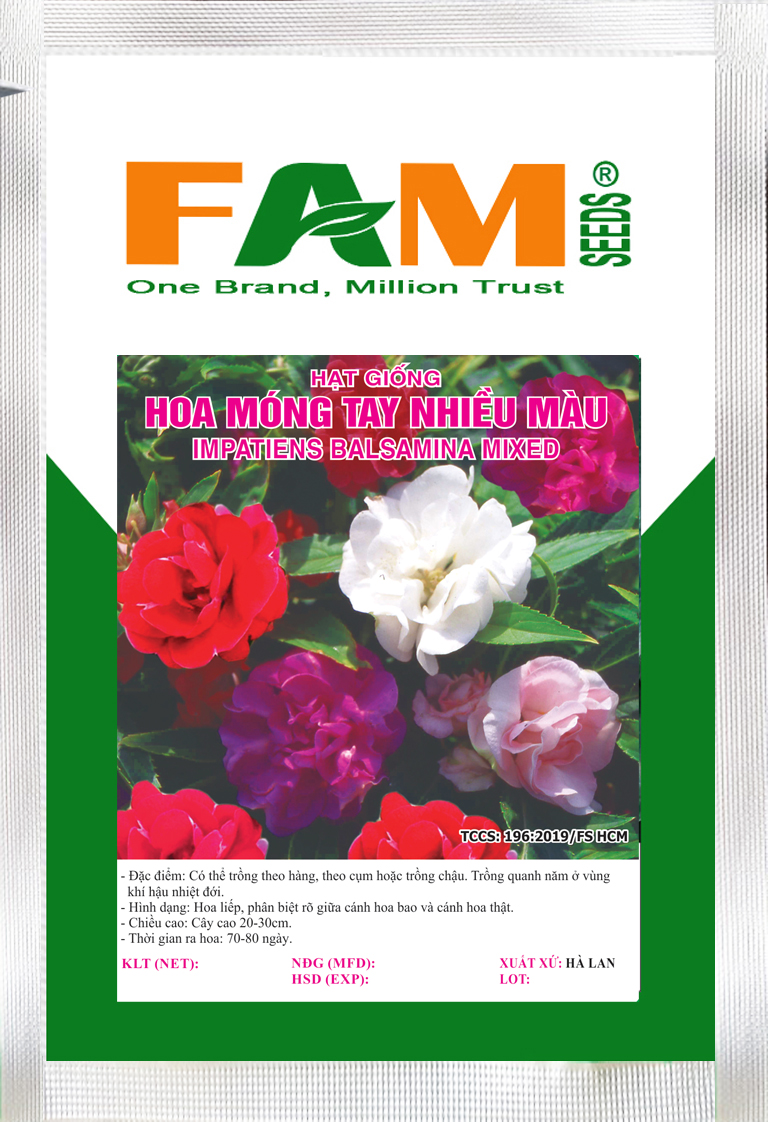 FAM SEEDS®
One Brand, Million Trust
HẠT GIỐNG
HOA MÓNG TAY NHIỀU MÀU
IMPATIENS BALSAMINA MIXED
TCCS: 196:2019/FS HCM
- Đặc điểm: Có thể trồng theo hàng, theo cụm hoặc trồng chậu. Trồng quanh năm ở vùng
khí hậu nhiệt đới.
- Hình dạng: Hoa liếp, phân biệt rõ giữa cánh hoa bao và cánh hoa thật.
- Chiều cao: Cây cao 20-30cm.
- Thời gian ra hoa: 70-80 ngày.
KLT (NET): NĐG (MFD): XUẤT XỨ: HÀ LAN
HSD (EXP): LOT: